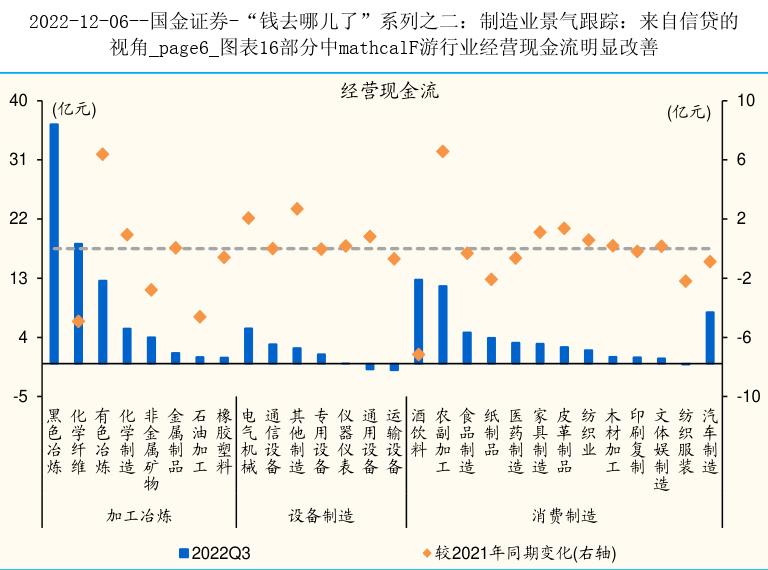 2022-12-06--国金证券-“钱去哪儿了”系列之二：制造业景气跟踪：来自信贷的
视角_page6_图表16部分中mathcalF游行业经营现金流明显改善
经营现金流
(亿元)
(亿元)
40
31
22
13
4
-5
10
6
2
-2
-6
-10
黑色冶炼
化学纤维
有色冶炼
化学制造
非金属矿物
金属制品
石油加工
橡胶塑料
电气机械
通信设备
其他制造
专用设备
仪器仪表
通用设备
运输设备
酒饮料
农副加工
食品制造
纸制品
医药制造
家具制造
皮革制品
纺织业
木材加工
印刷复制
文体娱制造
纺织服装
汽车制造
加工冶炼
设备制造
消费制造
2022Q3
较2021年同期变化(右轴)